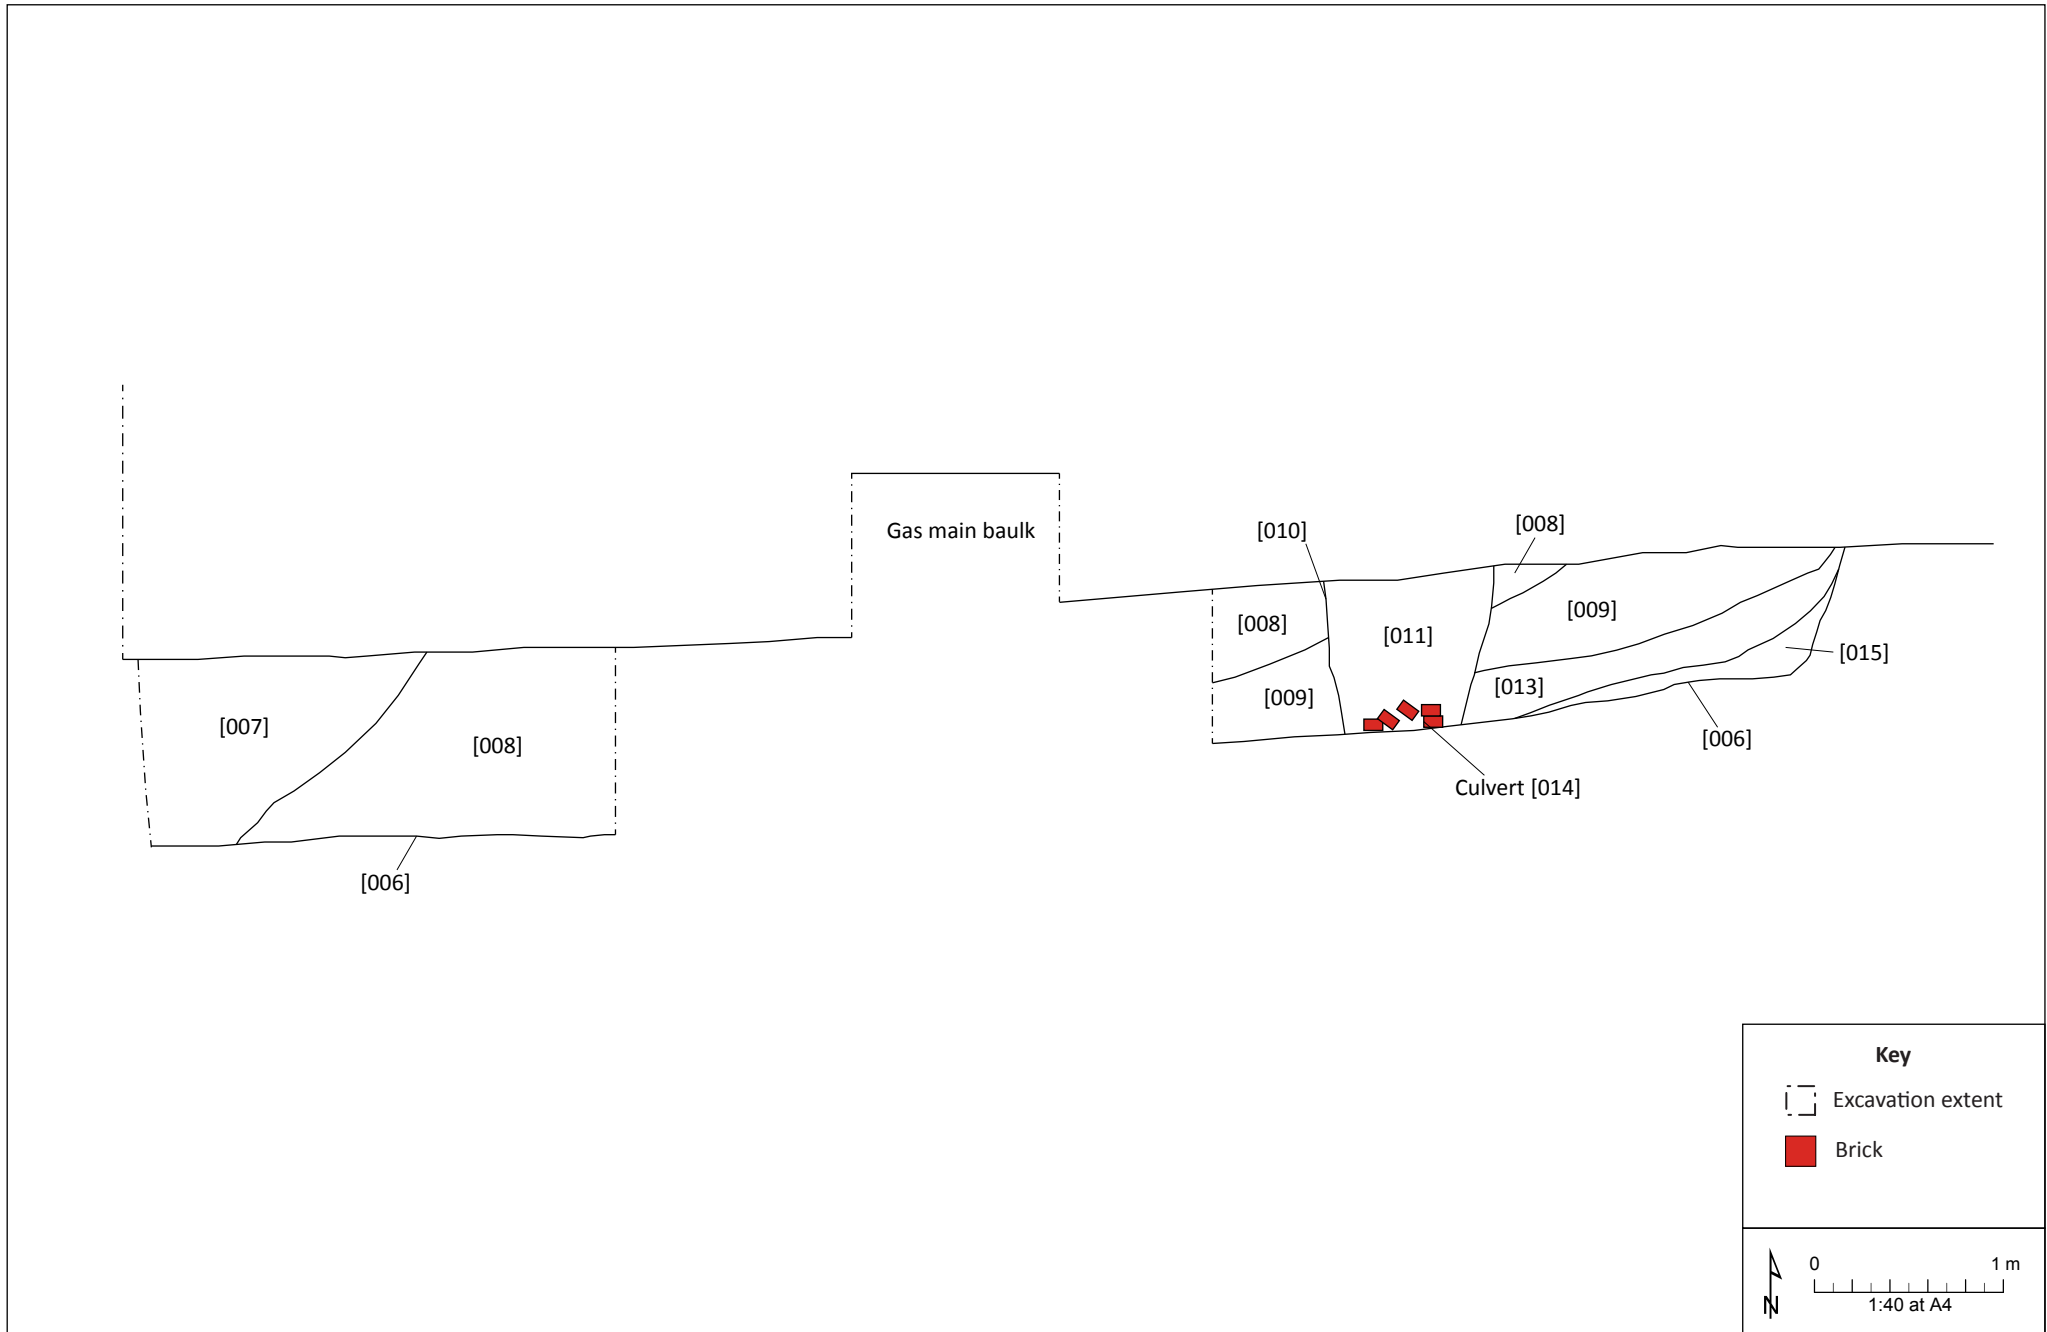 [008]
[010]
Gas main baulk
[009]
[008]
[011]
[015]
[013]
[009]
[007]
[006]
[008]
Culvert [014]
[006]
Key
Excavation extent
Brick
0 1 m
N
1:40 at A4